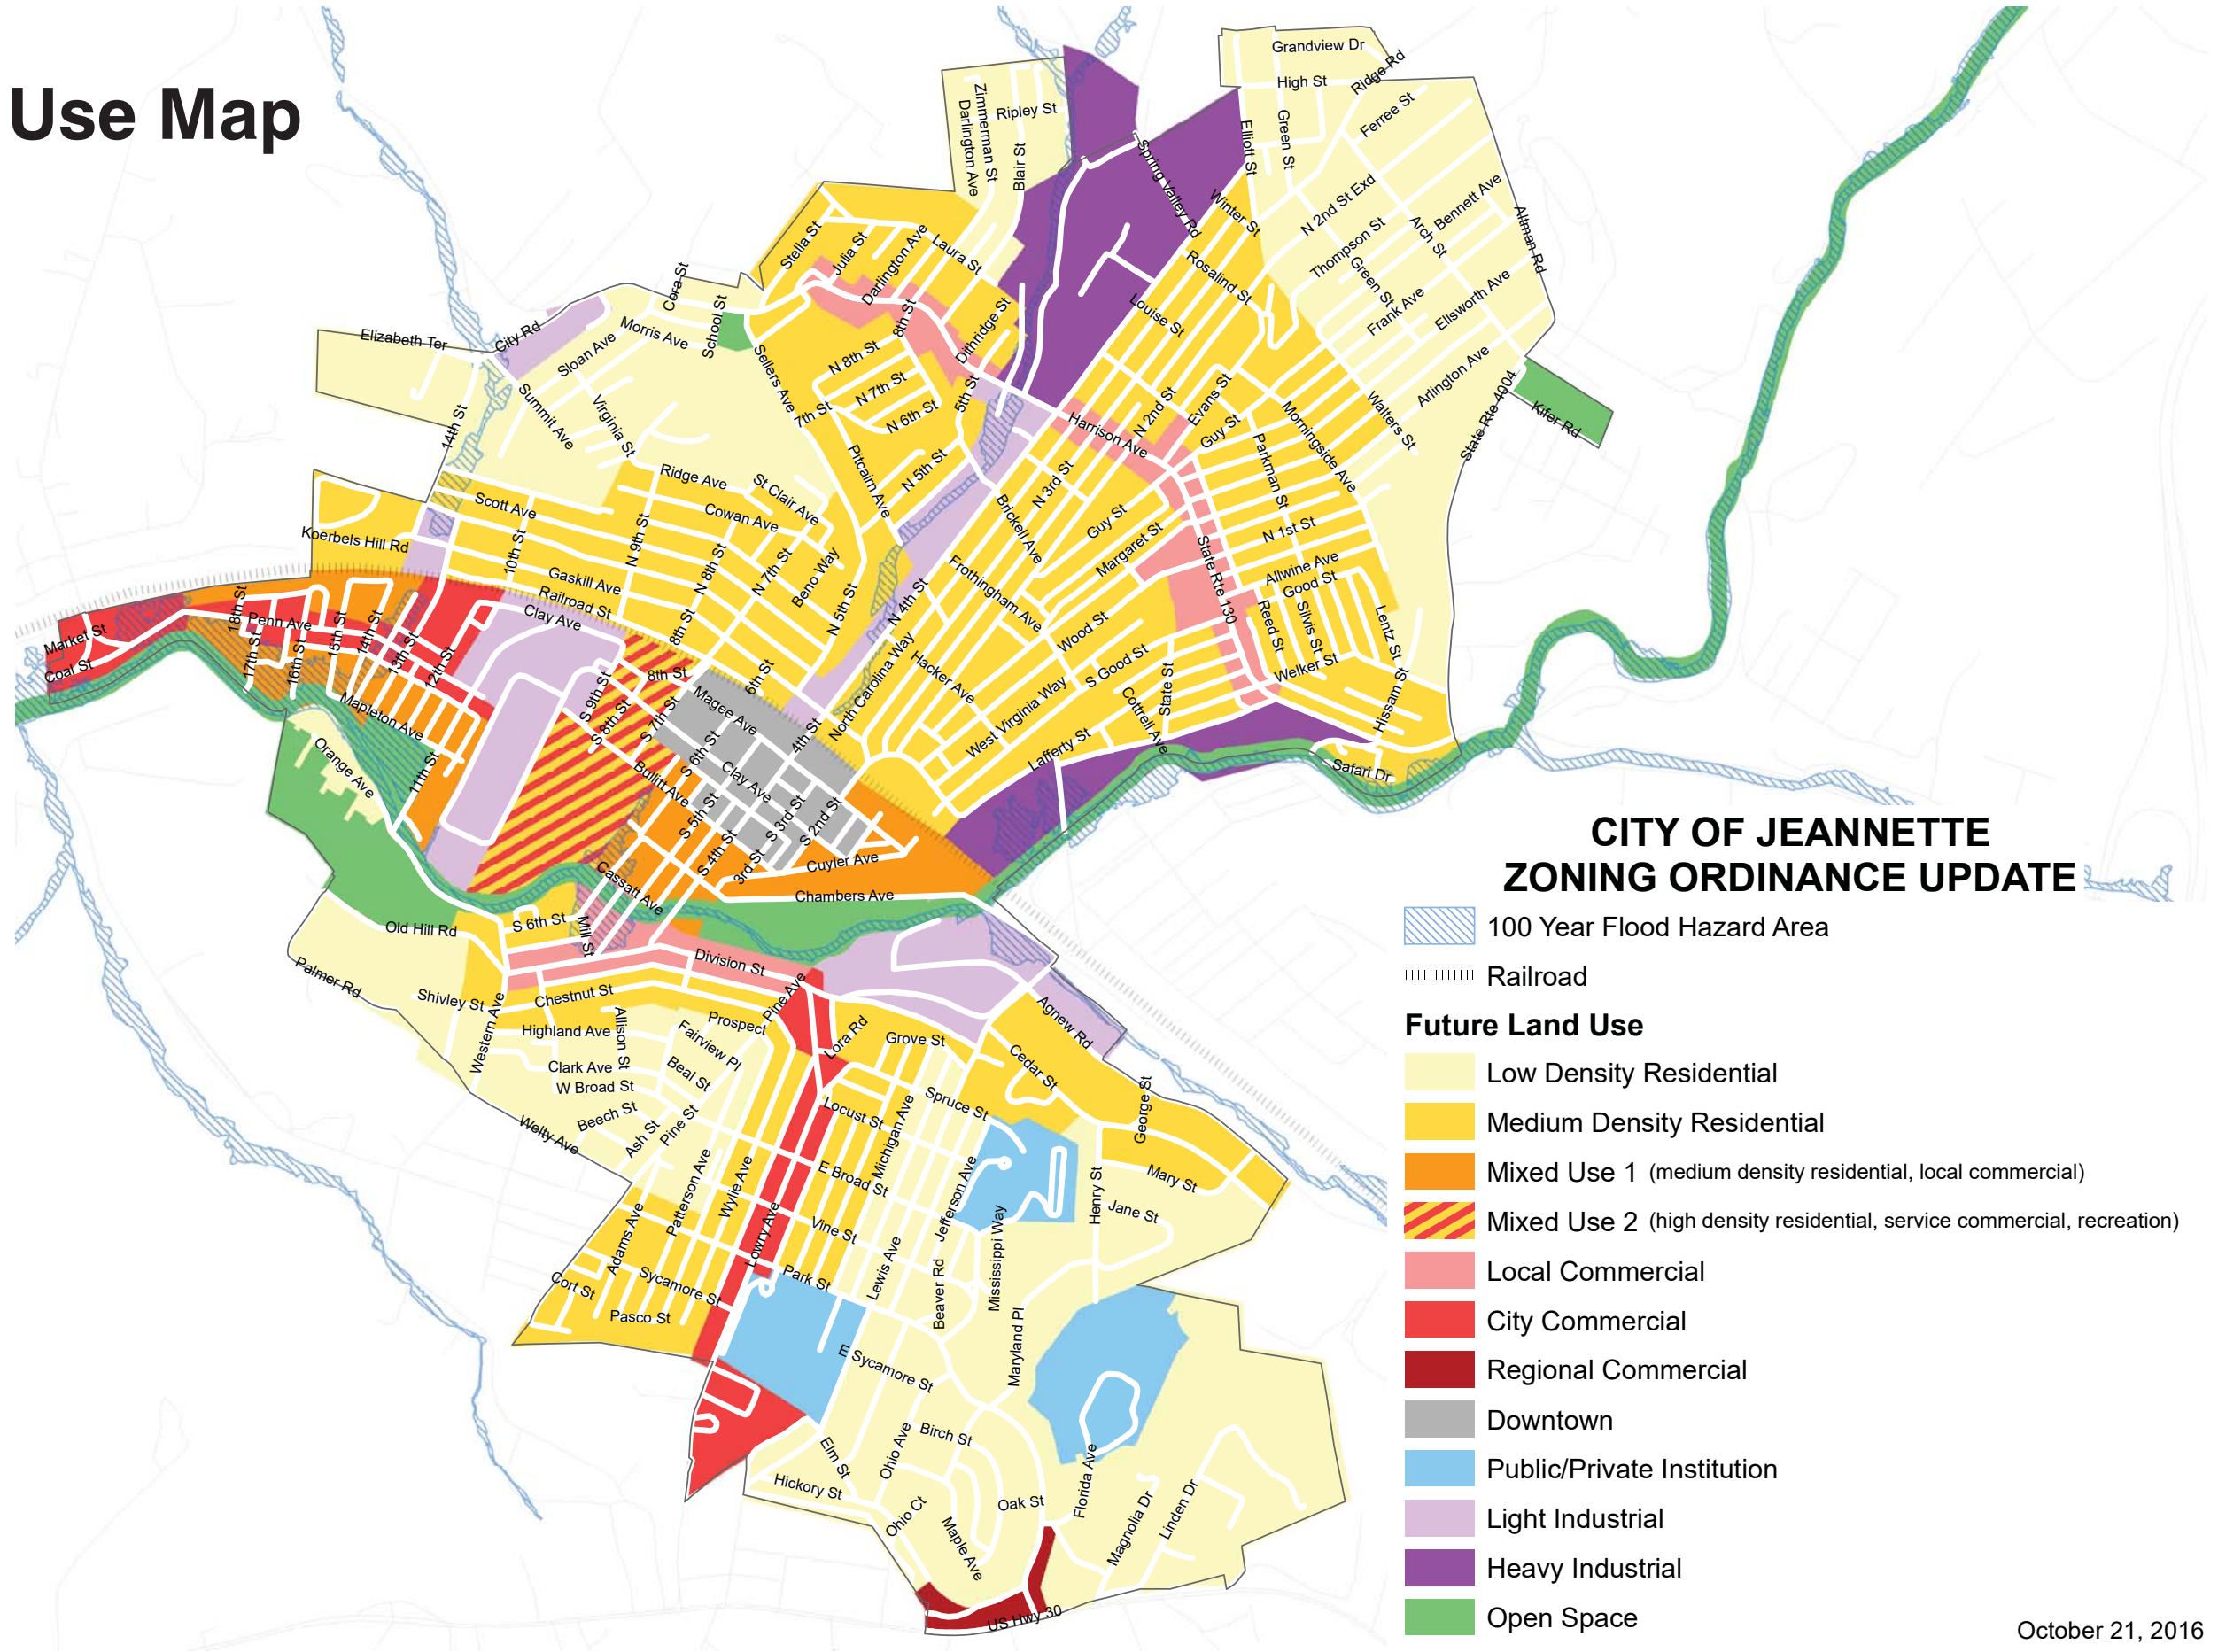 Use Map
Grandview Dr
High St
Ridge Rd
Ferree St
Zimmerman St
Darlington Ave
Ripley St
Blair St
Elliott St
Green St
Spring Valley Rd
Winter St
N 2nd St Exd
Bennett Ave
Arch St
Altman Rd
Thompson St
Green St
Frank Ave
Ellsworth Ave
Arlington Ave
State Rte 4004
Kifer Rd
Walters St
Rosalind St
Louise St
Stella St
Julia St
Darlington Ave
Laura St
8th St
Dithridge St
Cora St
School St
Morris Ave
City Rd
Elizabeth Ter
Sloan Ave
Summit Ave
Virginia St
14th St
Sellers Ave
N 8th St
N 7th St
7th St
N 6th St
5th St
Pitcairn Ave
N 5th St
Harrison Ave
N 2nd St
Evans St
Guy St
Morningside Ave
Parkman St
N 3rd St
Brickell Ave
Guy St
Margaret St
N 1st St
State Rte 130
Allwine Ave
Good St
Reed St
Silvis St
Lentz St
Welker St
Hissam St
Safari Dr
Ridge Ave
St Clair Ave
Scott Ave
Cowan Ave
Koerbels Hill Rd
10th St
N 9th St
N 8th St
N 7th St
Beno Way
Gaskill Ave
Railroad St
Clay Ave
8th St
N 5th St
N 4th St
Frothingham Ave
Wood St
North Carolina Way
Hacker Ave
S Good St
Virginia Way
State St
Cottrell Ave
West Virginia Way
Lafferty St
Market St
Coal St
18th St
Penn Ave
17th St
16th St
15th St
14th St
13th St
12th St
Mapleton Ave
11th St
Orange Ave
8th St
S 9th St
S 8th St
S 7th St
Magee Ave
6th St
4th St
S 6th St
Clay Ave
Bullitt Ave
S 5th St
S 3rd St
S 2nd St
S 4th St
3rd St
Cuyler Ave
Cassatt Ave
Chambers Ave
Old Hill Rd
S 6th St
Mill St
Division St
Palmer Rd
Shivley St
Chestnut St
Pine Ave
Western Ave
Highland Ave
Allison St
Prospect
Fairview Pl
Lora Rd
Grove St
Agnew Rd
Clark Ave
Beal St
W Broad St
Cedar St
Beech St
Ash St
Pine St
Welty Ave
Locust St
Michigan Ave
Spruce St
George St
Patterson Ave
Wylie Ave
E Broad St
Jefferson Ave
Henry St
Mary St
Jane St
Adams Ave
Lowry Ave
Vine St
Mississippi Way
Cort St
Sycamore St
Park St
Lewis Ave
Beaver Rd
Pasco St
Maryland Pl
E Sycamore St
Birch St
Elm St
Ohio Ave
Hickory St
Ohio Ct
Oak St
Florida Ave
Maple Ave
Magnolia Dr
Linden Dr
US Hwy 30
CITY OF JEANNETTE
ZONING ORDINANCE UPDATE
100 Year Flood Hazard Area
Railroad
Future Land Use
Low Density Residential
Medium Density Residential
Mixed Use 1 (medium density residential, local commercial)
Mixed Use 2 (high density residential, service commercial, recreation)
Local Commercial
City Commercial
Regional Commercial
Downtown
Public/Private Institution
Light Industrial
Heavy Industrial
Open Space
October 21, 2016